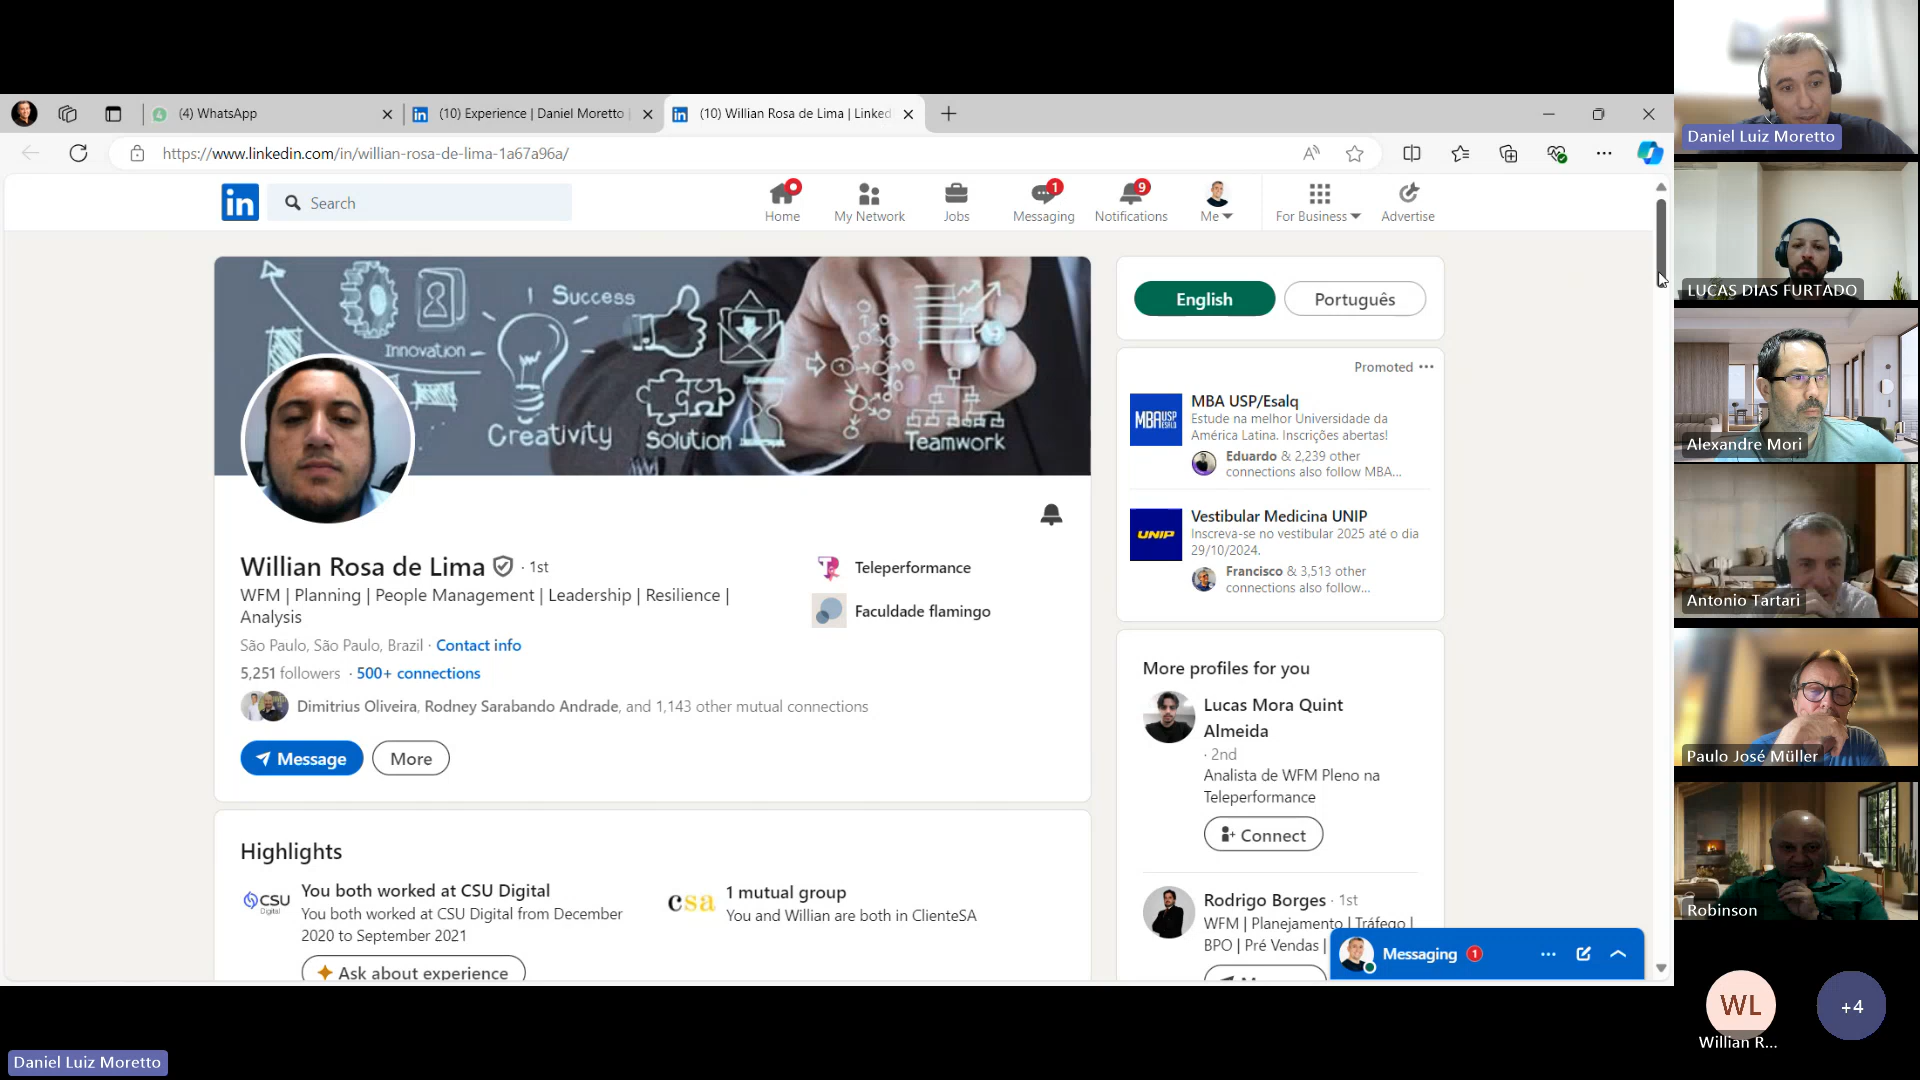 (4) WhatsApp
(10) Experience | Daniel Moretto |
(10) Willian Rosa de Lima | Linked
https://www.linkedin.com/in/willian-rosa-de-lima-1a67a96a/
in
Search
Home
My Network
Jobs
1
Messaging
9
Notifications
Me
For Business
Advertise
Success
Innovation
Creativity
Solution
Teamwork
Willian Rosa de Lima · 1st
WFM | Planning | People Management | Leadership | Resilience |
Analysis
São Paulo, São Paulo, Brazil · Contact info
5,251 followers · 500+ connections
Dimitrius Oliveira, Rodney Sarabando Andrade, and 1,143 other mutual connections
Message
More
Teleperformance
Faculdade flamingo
Highlights
CSU
Digital
You both worked at CSU Digital
You both worked at CSU Digital from December
2020 to September 2021
Ask about experience
csa
1 mutual group
You and Willian are both in ClienteSA
English
Português
Promoted
MBAUSP
ESALQ
MBA USP/Esalq
Estude na melhor Universidade da
América Latina. Inscrições abertas!
Eduardo & 2,239 other
connections also follow MBA...
UNIP
Vestibular Medicina UNIP
Inscreva-se no vestibular 2025 até o dia
29/10/2024.
Francisco & 3,513 other
connections also follow...
More profiles for you
Lucas Mora Quint
Almeida
· 2nd
Analista de WFM Pleno na
Teleperformance
Connect
Rodrigo Borges · 1st
WFM | Planejamento | Tráfego |
BPO | Pré Vendas |
Messaging 1
Daniel Luiz Moretto
LUCAS DIAS FURTADO
Alexandre Mori
Antonio Tartari
Paulo José Müller
Robinson
WL
Willian R...
+4
Daniel Luiz Moretto